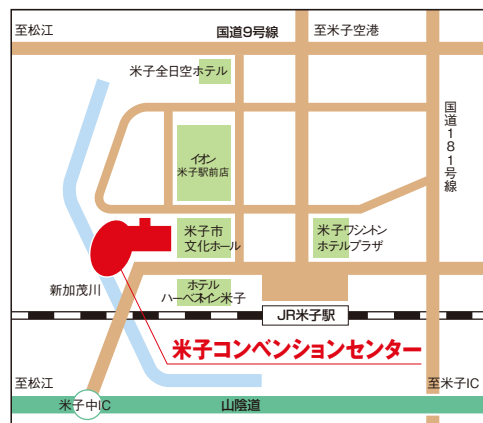 至松江
国道9号線
至米子空港
米子全日空ホテル
国道181号線
イオン
米子駅前店
米子市
文化ホール
米子ワシントン
ホテルプラザ
新加茂川
ホテル
ハーベストイン米子
JR米子駅
米子コンベンションセンター
至松江
至米子IC
米子中IC
山陰道